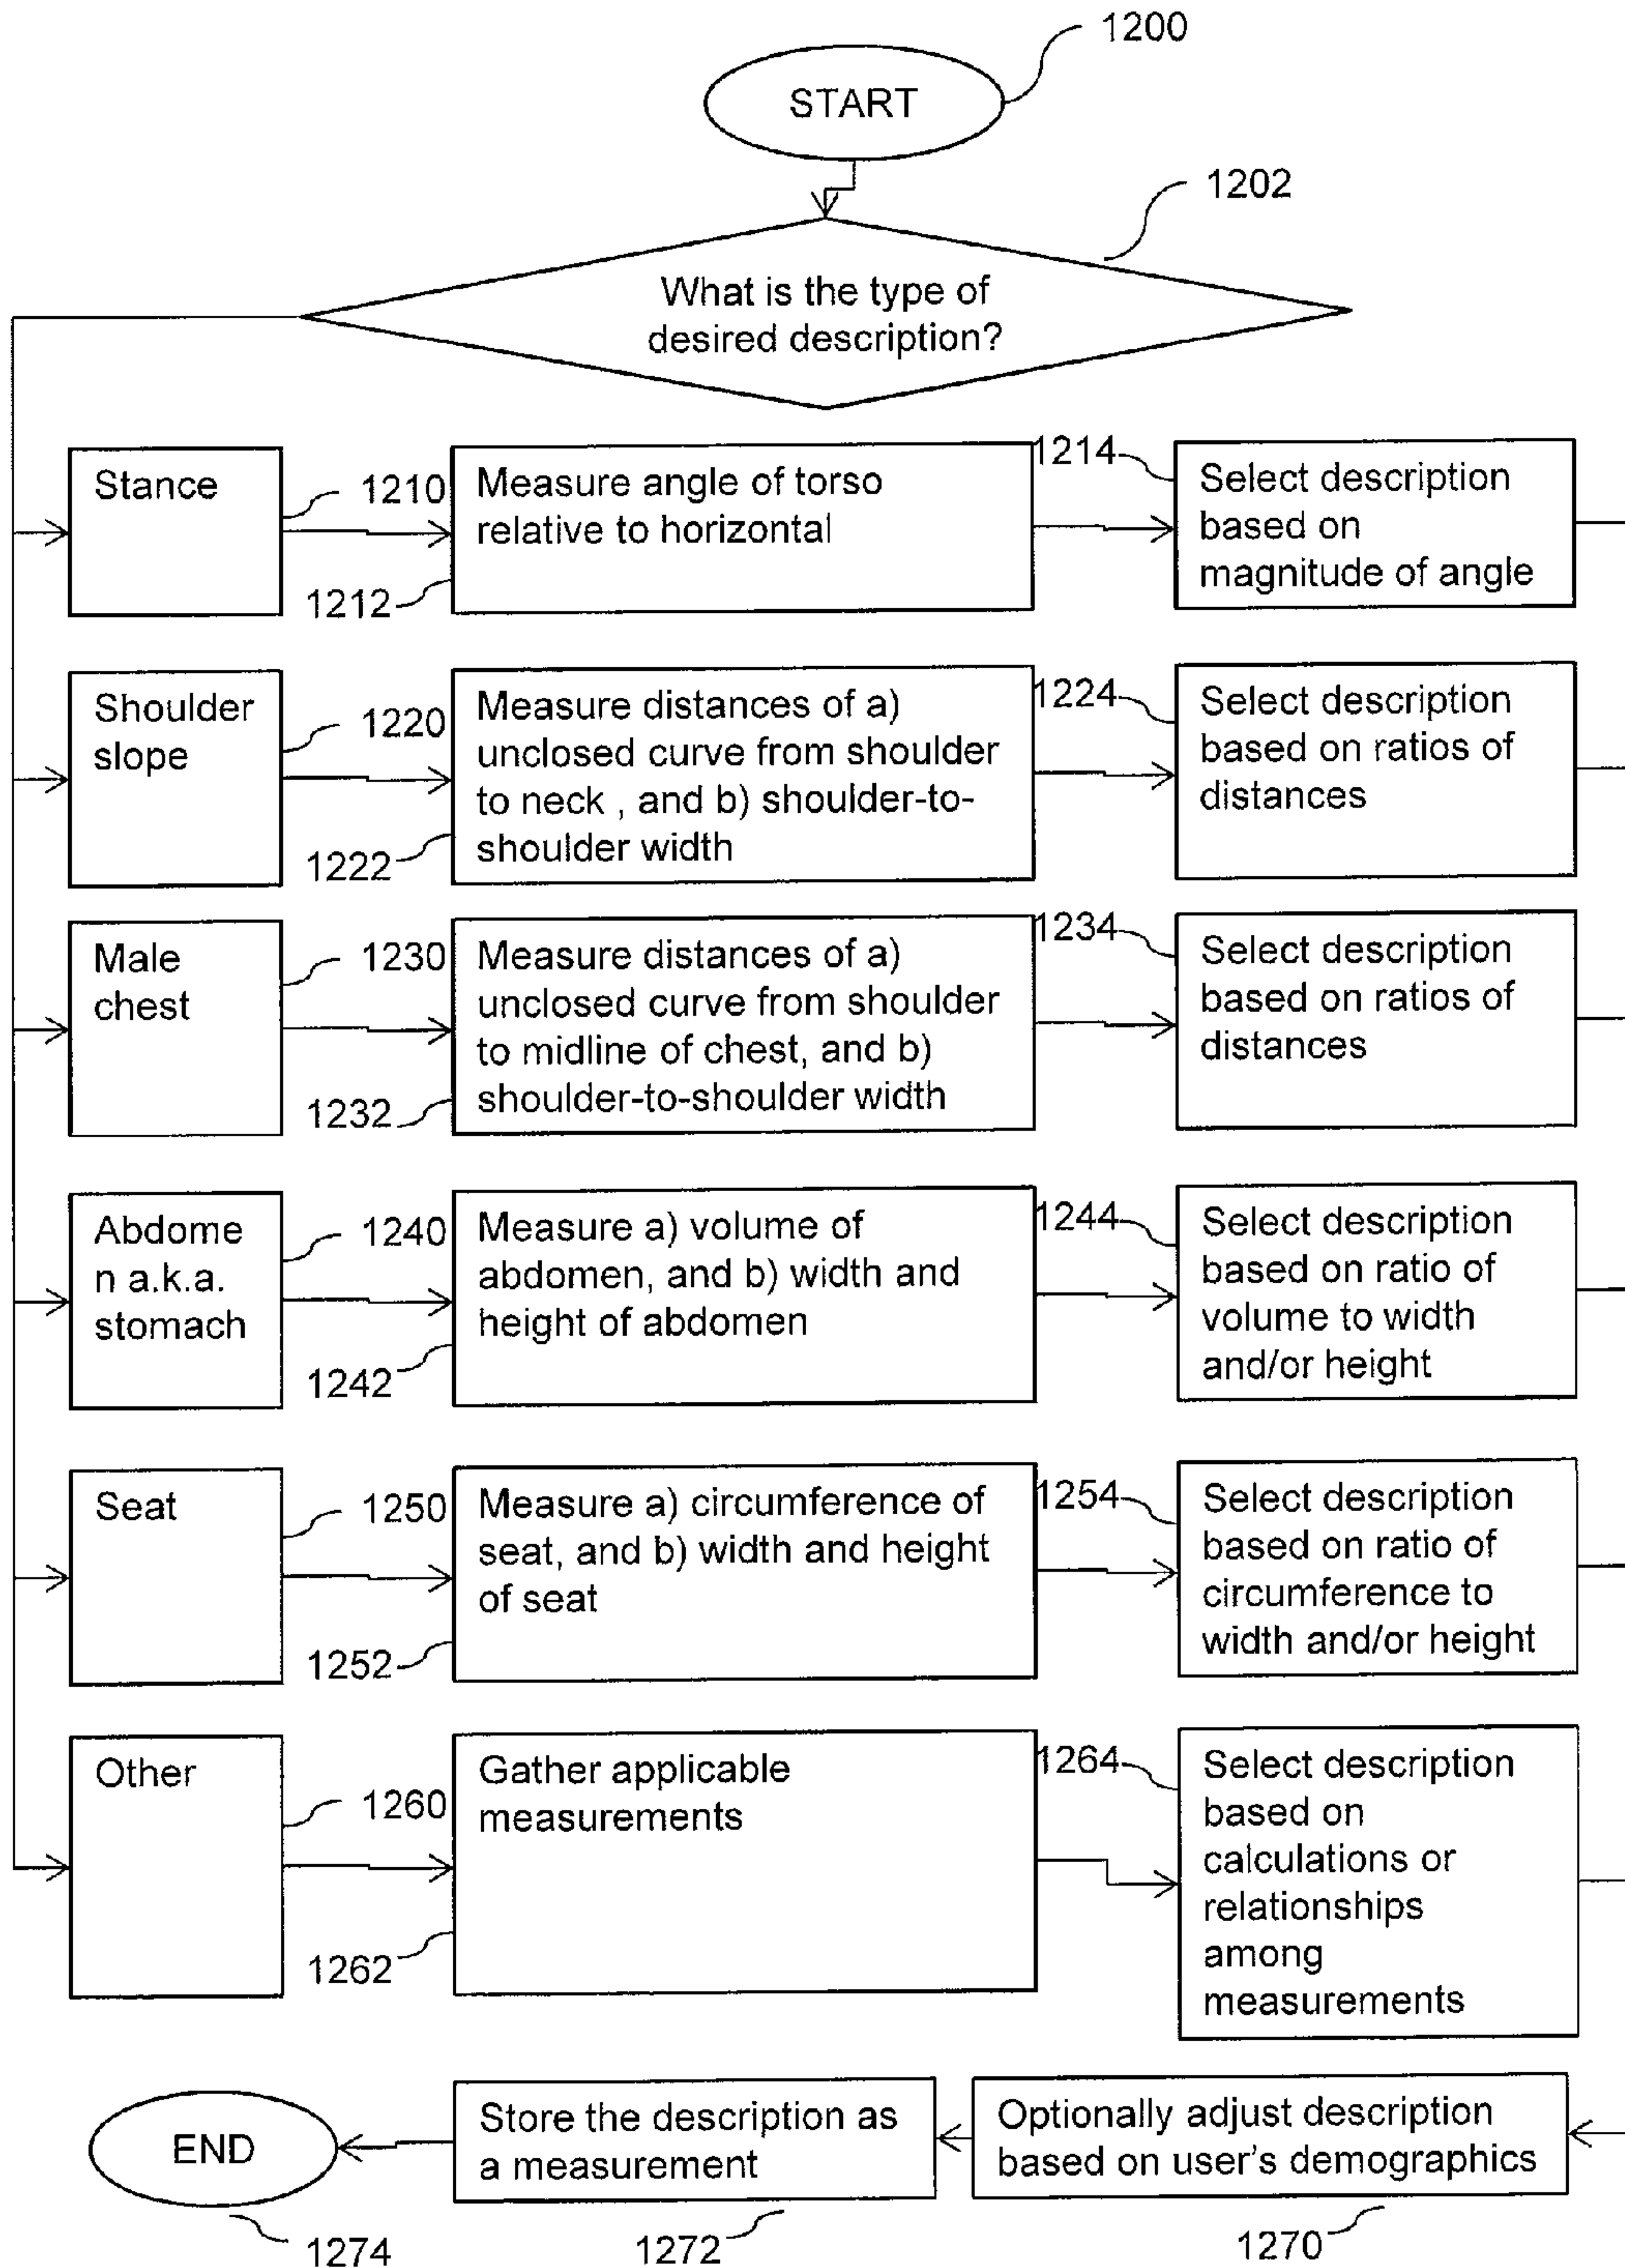 1200
START
1202
What is the type of
desired description?
Stance
1210
1212
Measure angle of torso
relative to horizontal
1214
Select description
based on
magnitude of angle
Shoulder
slope
1220
1222
Measure distances of a)
unclosed curve from shoulder
to neck , and b) shoulder-to-
shoulder width
1224
Select description
based on ratios of
distances
Male
chest
1230
1232
Measure distances of a)
unclosed curve from shoulder
to midline of chest, and b)
shoulder-to-shoulder width
1234
Select description
based on ratios of
distances
Abdome
n a.k.a.
stomach
1240
1242
Measure a) volume of
abdomen, and b) width and
height of abdomen
1244
Select description
based on ratio of
volume to width
and/or height
Seat
1250
1252
Measure a) circumference of
seat, and b) width and height
of seat
1254
Select description
based on ratio of
circumference to
width and/or height
Other
1260
1262
Gather applicable
measurements
1264
Select description
based on
calculations or
relationships
among
measurements
END
1274
Store the description as
a measurement
1272
Optionally adjust description
based on user's demographics
1270